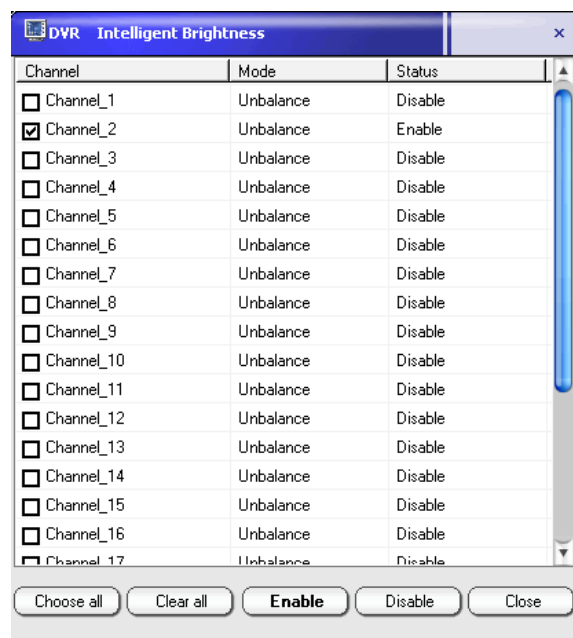 DVR Intelligent Brightness x
Channel Mode Status
Channel_1 Unbalance Disable
Channel_2 Unbalance Enable
Channel_3 Unbalance Disable
Channel_4 Unbalance Disable
Channel_5 Unbalance Disable
Channel_6 Unbalance Disable
Channel_7 Unbalance Disable
Channel_8 Unbalance Disable
Channel_9 Unbalance Disable
Channel_10 Unbalance Disable
Channel_11 Unbalance Disable
Channel_12 Unbalance Disable
Channel_13 Unbalance Disable
Channel_14 Unbalance Disable
Channel_15 Unbalance Disable
Channel_16 Unbalance Disable
Channel_17 Unbalance Disable
Choose all Clear all Enable Disable Close